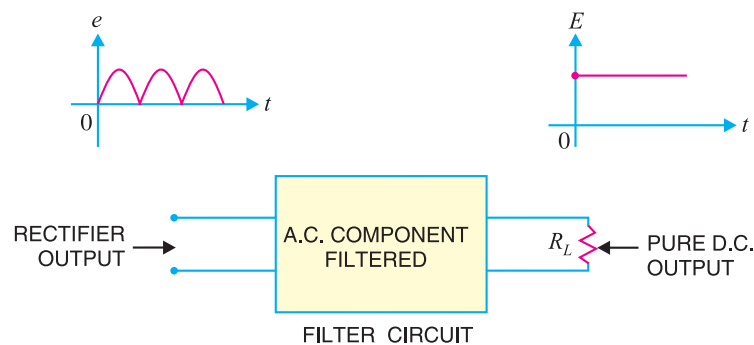 e
t
0
E
t
0
RECTIFIER
OUTPUT
A.C. COMPONENT
FILTERED
R_L
PURE D.C.
OUTPUT
FILTER CIRCUIT